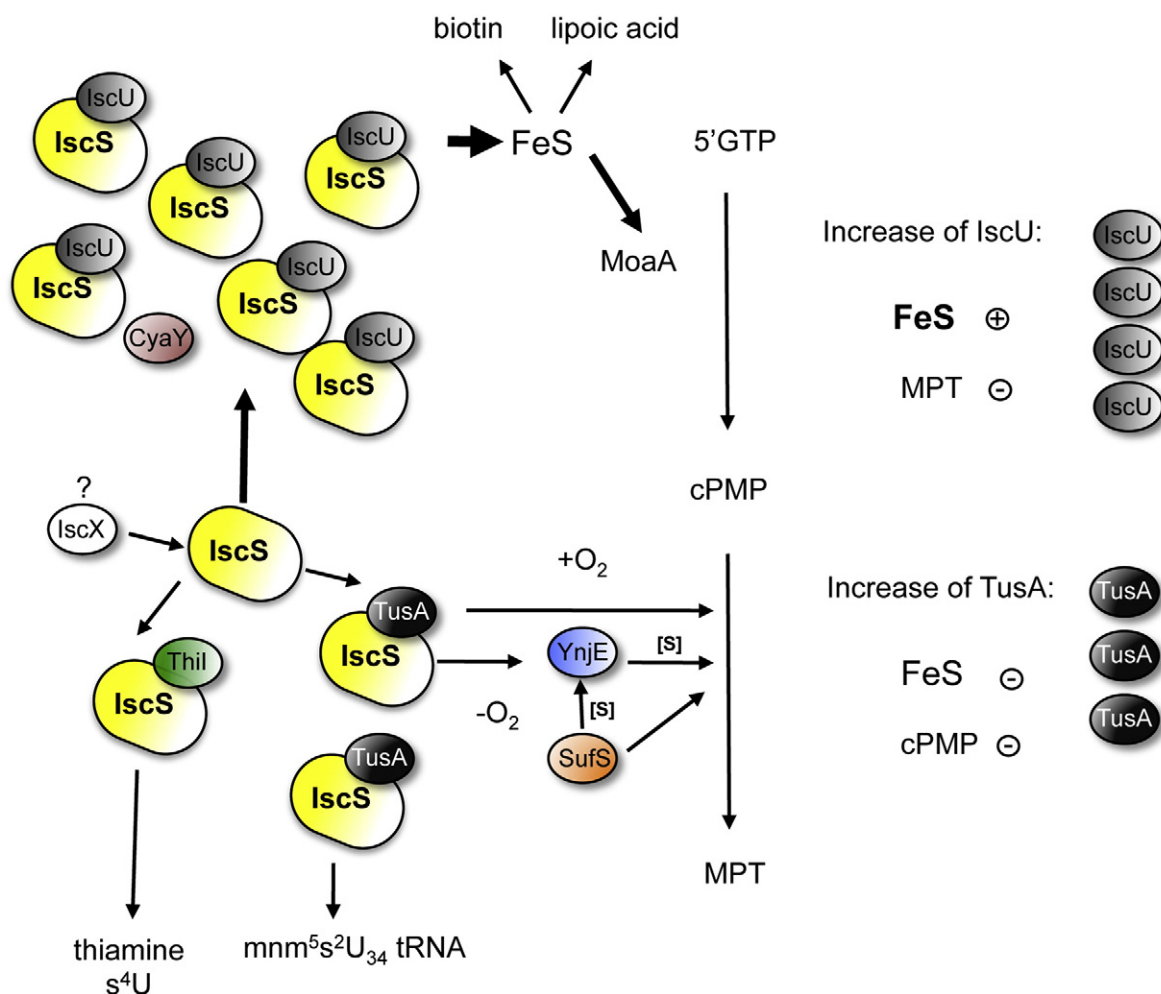 biotin lipoic acid
IscU
IscS
IscU
IscS
IscU
IscS
FeS
5'GTP
IscU
IscS
IscU
IscS
MoaA
CyaY
IscU
IscS
Increase of IscU:
FeS ⊕
MPT ⊖
IscU
IscU
IscU
IscU
cPMP
?
IscX
IscS
+O₂
TusA
IscS
YnjE
[S]
-O₂
[S]
SufS
ThiI
IscS
TusA
IscS
Increase of TusA:
FeS ⊖
cPMP ⊖
TusA
TusA
TusA
MPT
thiamine
s⁴U
mnm⁵s²U₃₄ tRNA